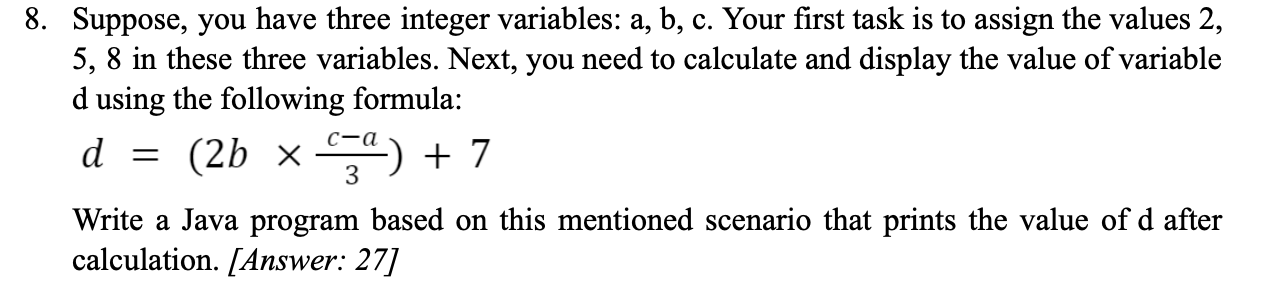 8. Suppose, you have three integer variables: a, b, c. Your first task is to assign the values 2,
5, 8 in these three variables. Next, you need to calculate and display the value of variable
d using the following formula:
d = (2b × (c−a)/3) + 7
Write a Java program based on this mentioned scenario that prints the value of d after
calculation. [Answer: 27]